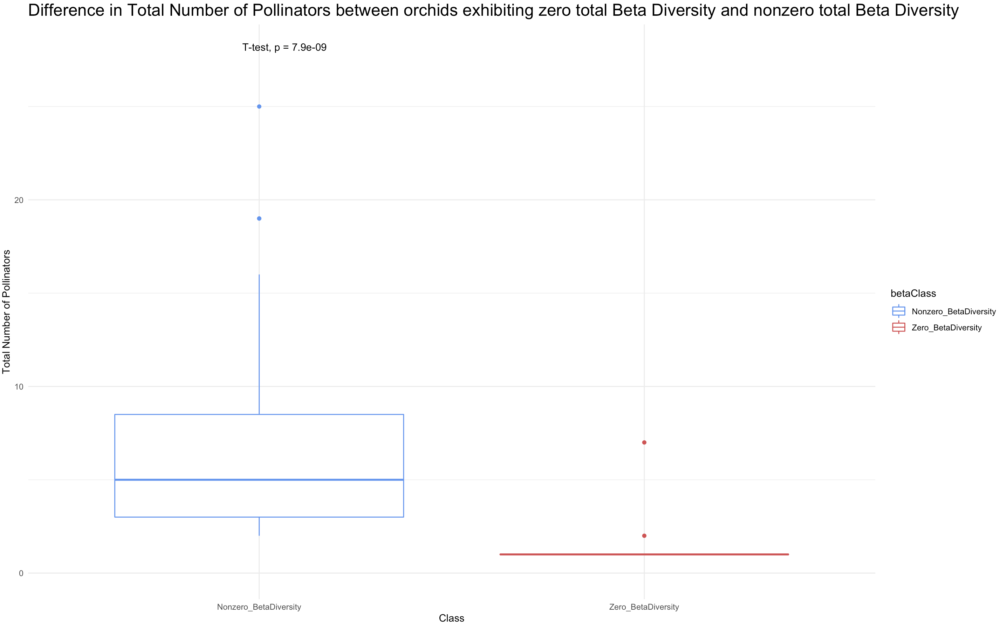 Difference in Total Number of Pollinators between orchids exhibiting zero total Beta Diversity and nonzero total Beta Diversity
T-test, p = 7.9e-09
20
10
0
Total Number of Pollinators
Nonzero_BetaDiversity
Zero_BetaDiversity
Class
betaClass
Nonzero_BetaDiversity
Zero_BetaDiversity